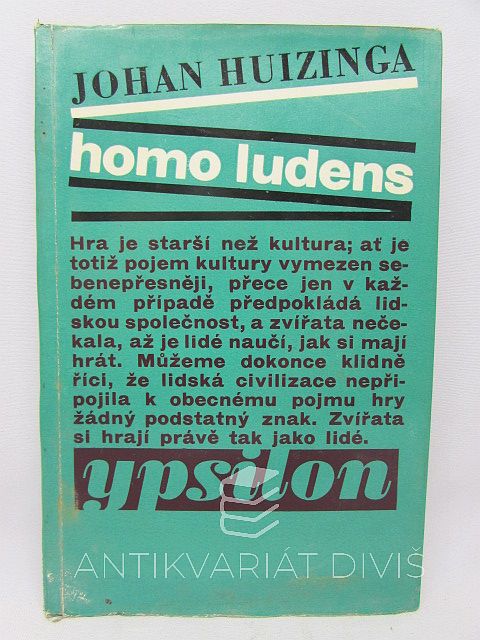 JOHAN HUIZINGA
homo ludens
Hra je starší než kultura; ať je
totiž pojem kultury vymezen se-
benepřesněji, přece jen v kaž-
dém případě předpokládá lid-
skou společnost, a zvířata neče-
kala, až je lidé naučí, jak si mají
hrát. Můžeme dokonce klidně
říci, že lidská civilizace nepři-
pojila k obecnému pojmu hry
žádný podstatný znak. Zvířata
si hrají právě tak jako lidé.
ypsilon
ANTIKVARIÁT DIVIŠ